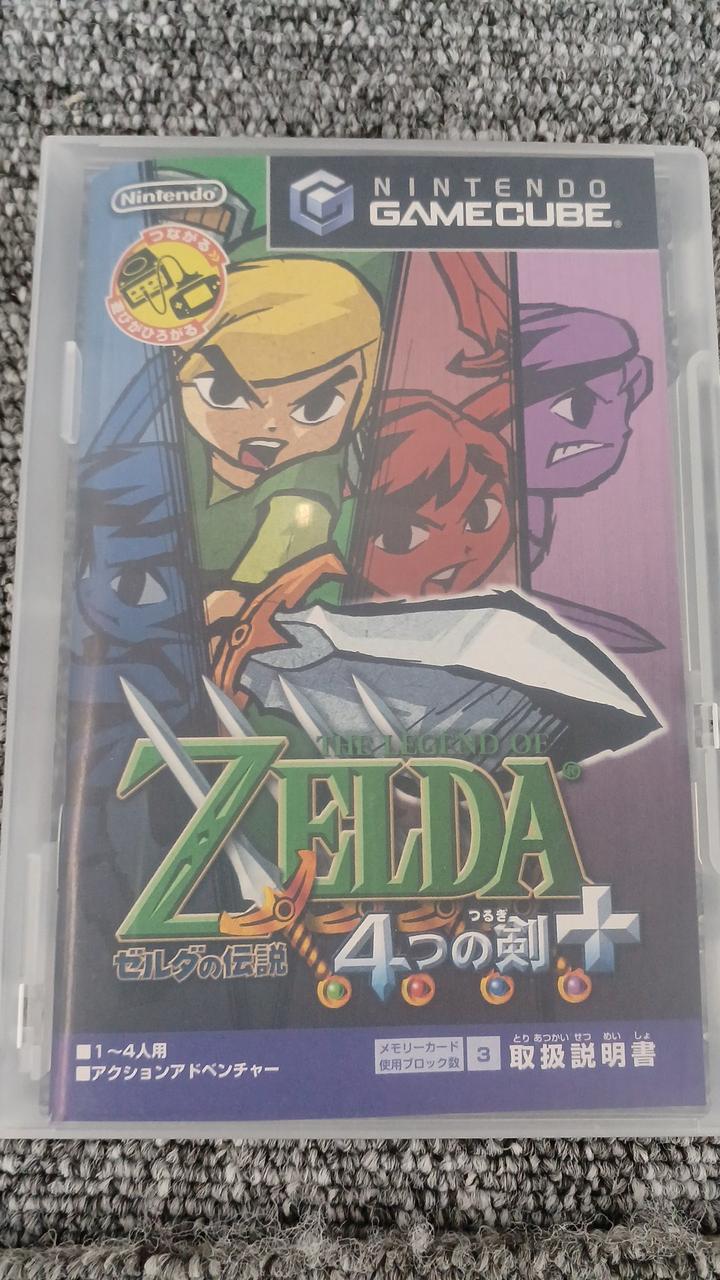 Nintendo
NINTENDO
GAMECUBE®
つながる»
遊びがひろがる
THE LEGEND OF
ZELDA®
ゼルダの伝説
つるぎ
4つの剣+
■1～4人用
■アクションアドベンチャー
メモリーカード
使用ブロック数
3
とりあつかいせつめいしょ
取扱説明書